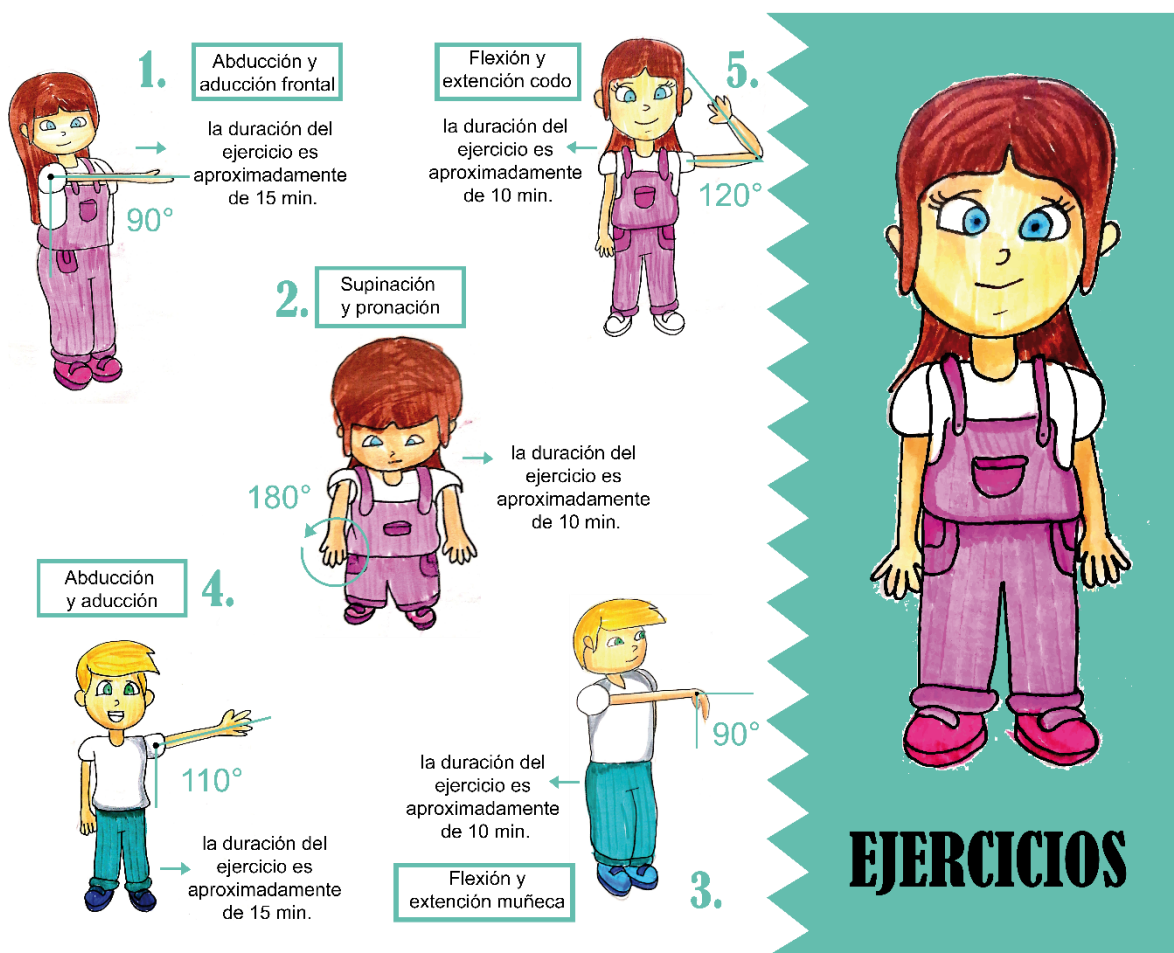 1.
Abducción y
aducción frontal
la duración del
ejercicio es
aproximadamente
de 15 min.
90°
2.
Supinación
y pronación
180°
la duración del
ejercicio es
aproximadamente
de 10 min.
3.
Flexión y
extención muñeca
la duración del
ejercicio es
aproximadamente
de 10 min.
90°
4.
Abducción
y aducción
110°
la duración del
ejercicio es
aproximadamente
de 15 min.
5.
Flexión y
extención codo
la duración del
ejercicio es
aproximadamente
de 10 min.
120°
EJERCICIOS